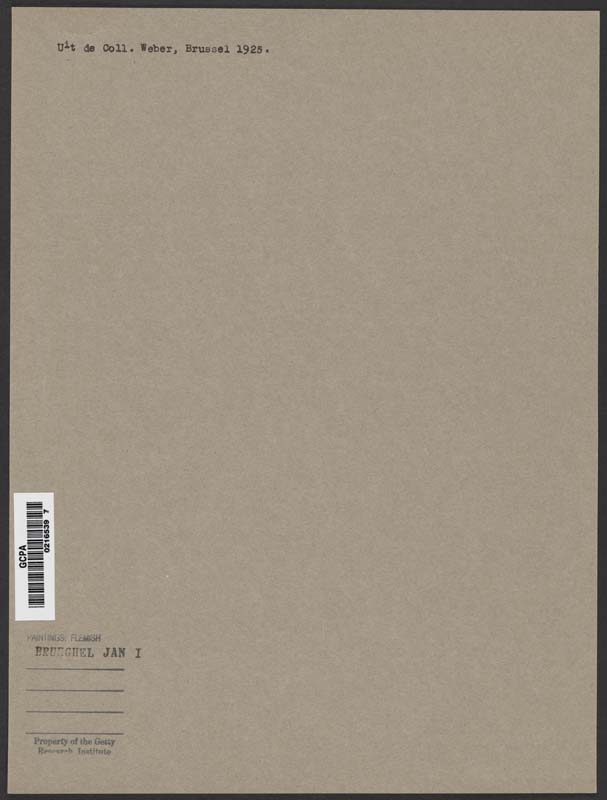 Uit de Coll. Weber, Brussel 1925.
GCPA
0216539 7
PAINTINGS: FLEMISH
BRUEGHEL JAN I
Property of the Getty
Research Institute